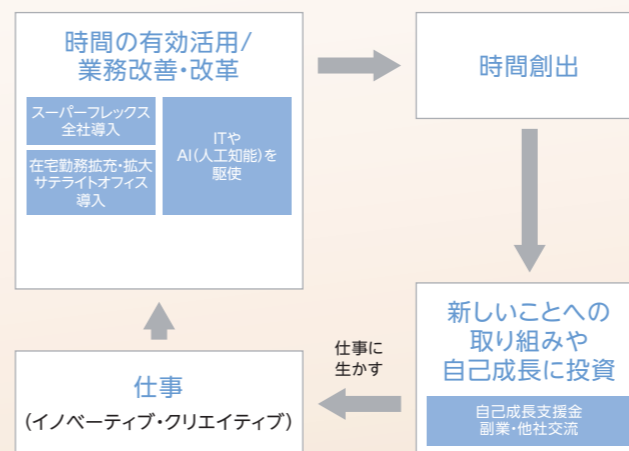 時間の有効活用/
業務改善・改革
スーパーフレックス
全社導入
在宅勤務拡充・拡大
サテライトオフィス
導入
ITや
AI(人工知能)を
駆使
時間創出
新しいことへの
取り組みや
自己成長に投資
自己成長支援金
副業・他社交流
仕事に
生かす
仕事
(イノベーティブ・クリエイティブ)